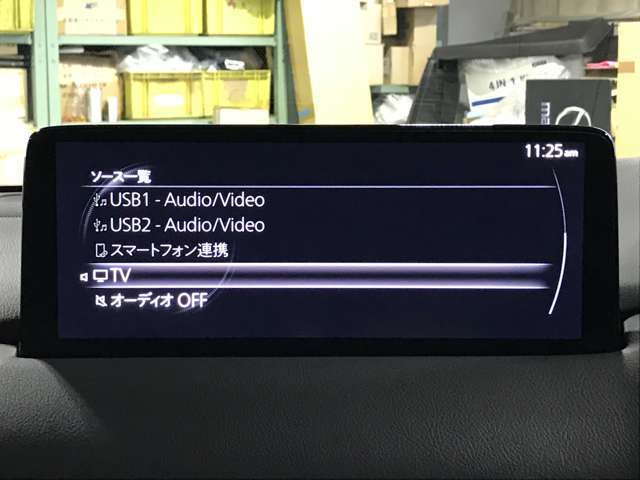 11:25am
ソース一覧
USB1 - Audio/Video
USB2 - Audio/Video
スマートフォン連携
TV
オーディオ OFF